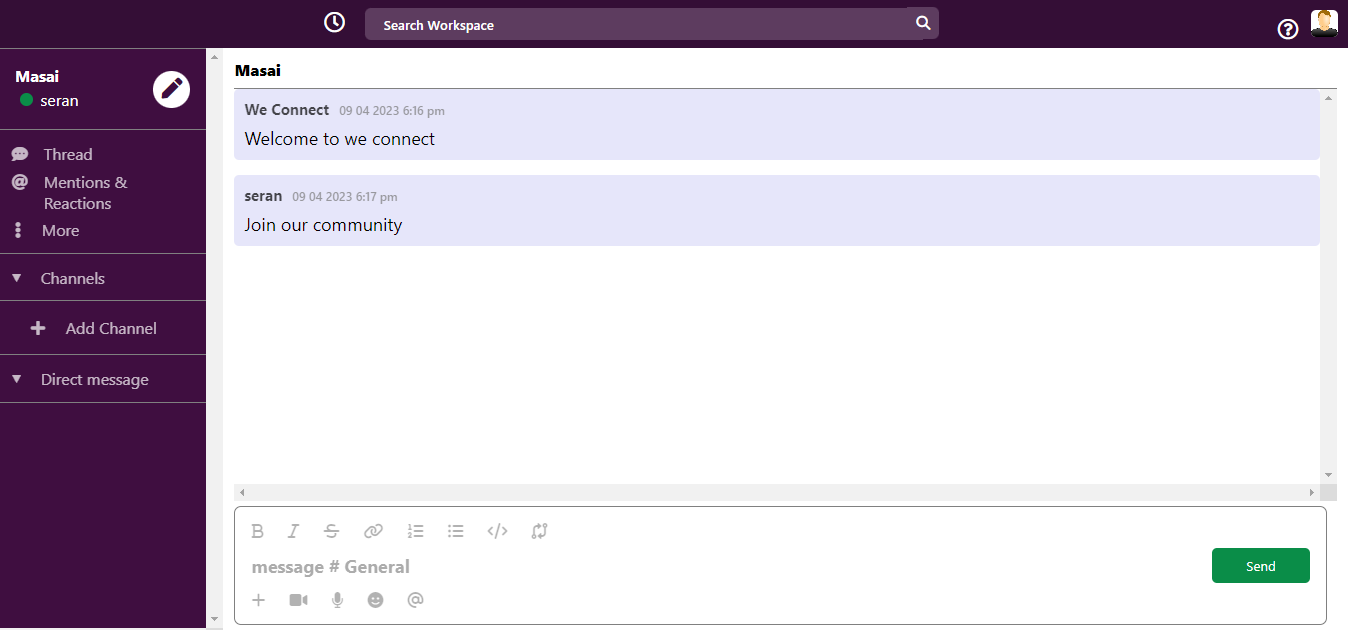 Search Workspace
Masai
seran
Thread
Mentions &
Reactions
More
Channels
Add Channel
Direct message
Masai
We Connect 09 04 2023 6:16 pm
Welcome to we connect
seran 09 04 2023 6:17 pm
Join our community
message # General
Send